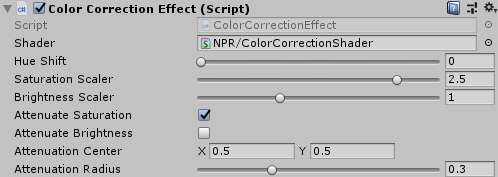 Color Correction Effect (Script)
Script ColorCorrectionEffect
Shader NPR/ColorCorrectionShader
Hue Shift 0
Saturation Scaler 2.5
Brightness Scaler 1
Attenuate Saturation
Attenuate Brightness
Attenuation Center X 0.5 Y 0.5
Attenuation Radius 0.3